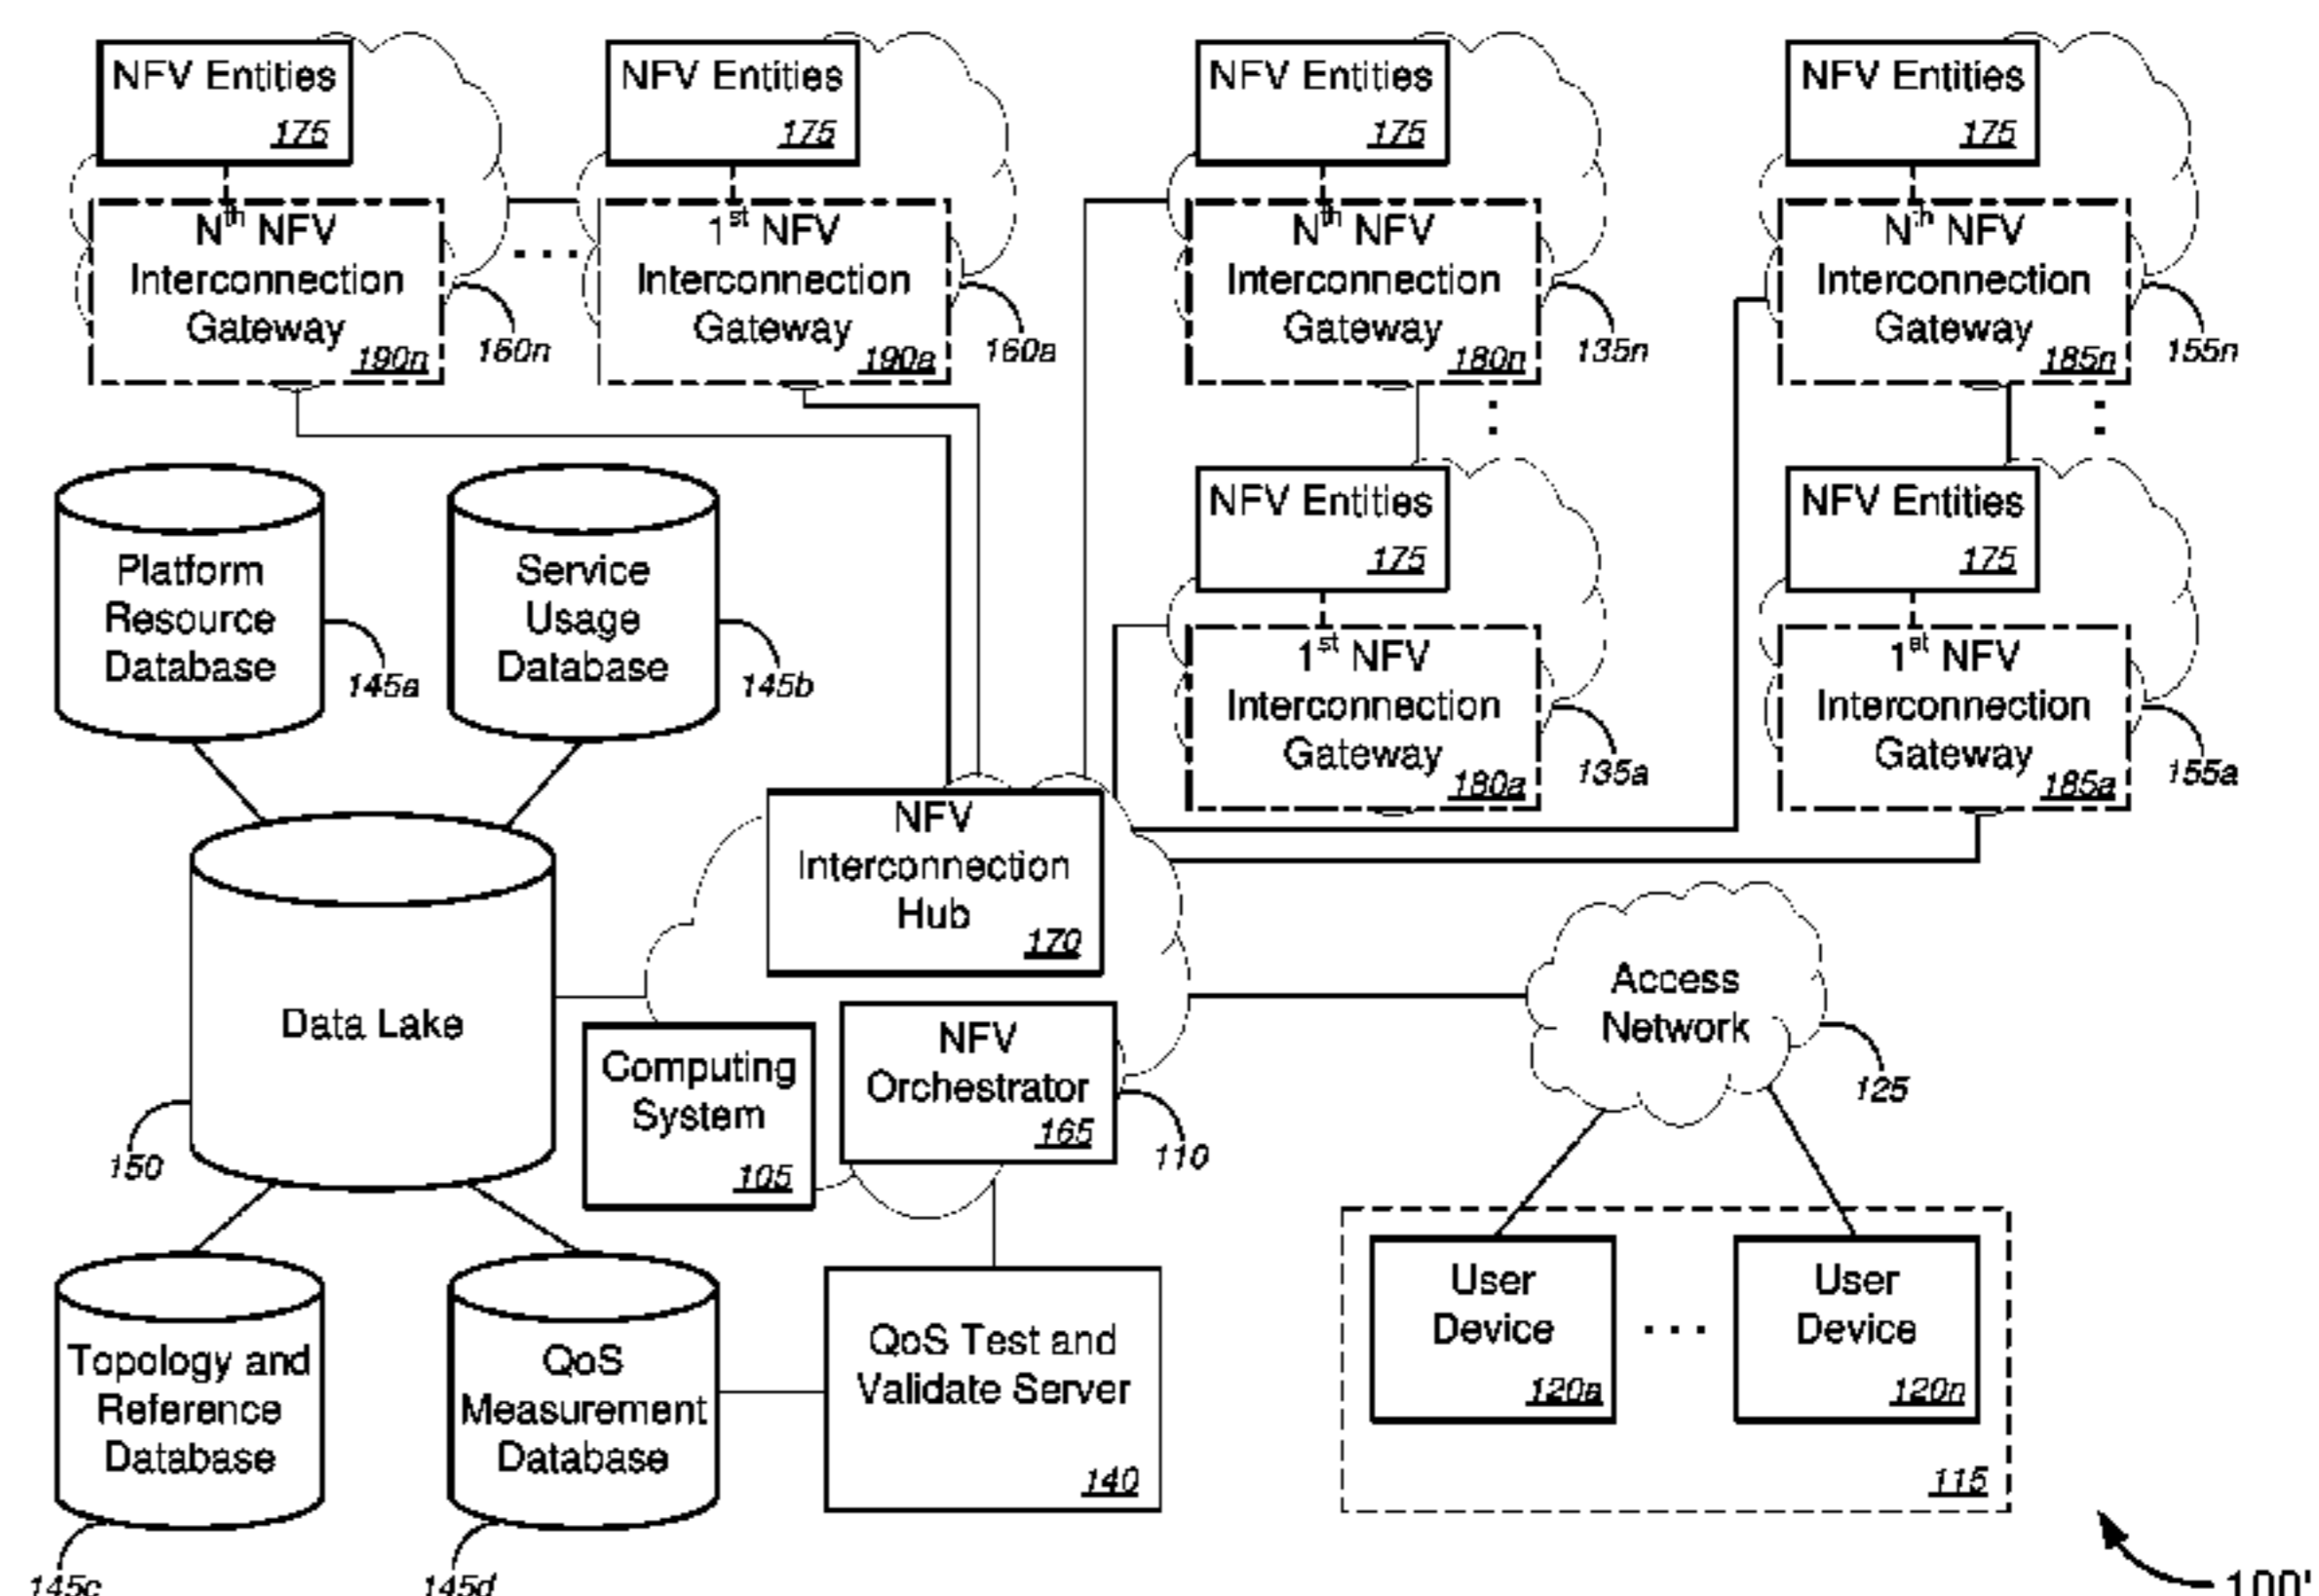 NFV Entities
175
NFV Entities
175
NFV Entities
175
NFV Entities
175
Nth NFV
Interconnection
Gateway
190n
160n
. . .
1st NFV
Interconnection
Gateway
190a
160a
Nth NFV
Interconnection
Gateway
180n
135n
Nth NFV
Interconnection
Gateway
185n
155n
NFV Entities
175
NFV Entities
175
1st NFV
Interconnection
Gateway
180a
135a
1st NFV
Interconnection
Gateway
185a
155a
Platform
Resource
Database
145a
Service
Usage
Database
145b
NFV
Interconnection
Hub
170
Data Lake
150
Computing
System
105
NFV
Orchestrator
165
110
Access
Network
125
Topology and
Reference
Database
145c
QoS
Measurement
Database
145d
QoS Test and
Validate Server
140
User
Device
120a
. . .
User
Device
120n
115
100'